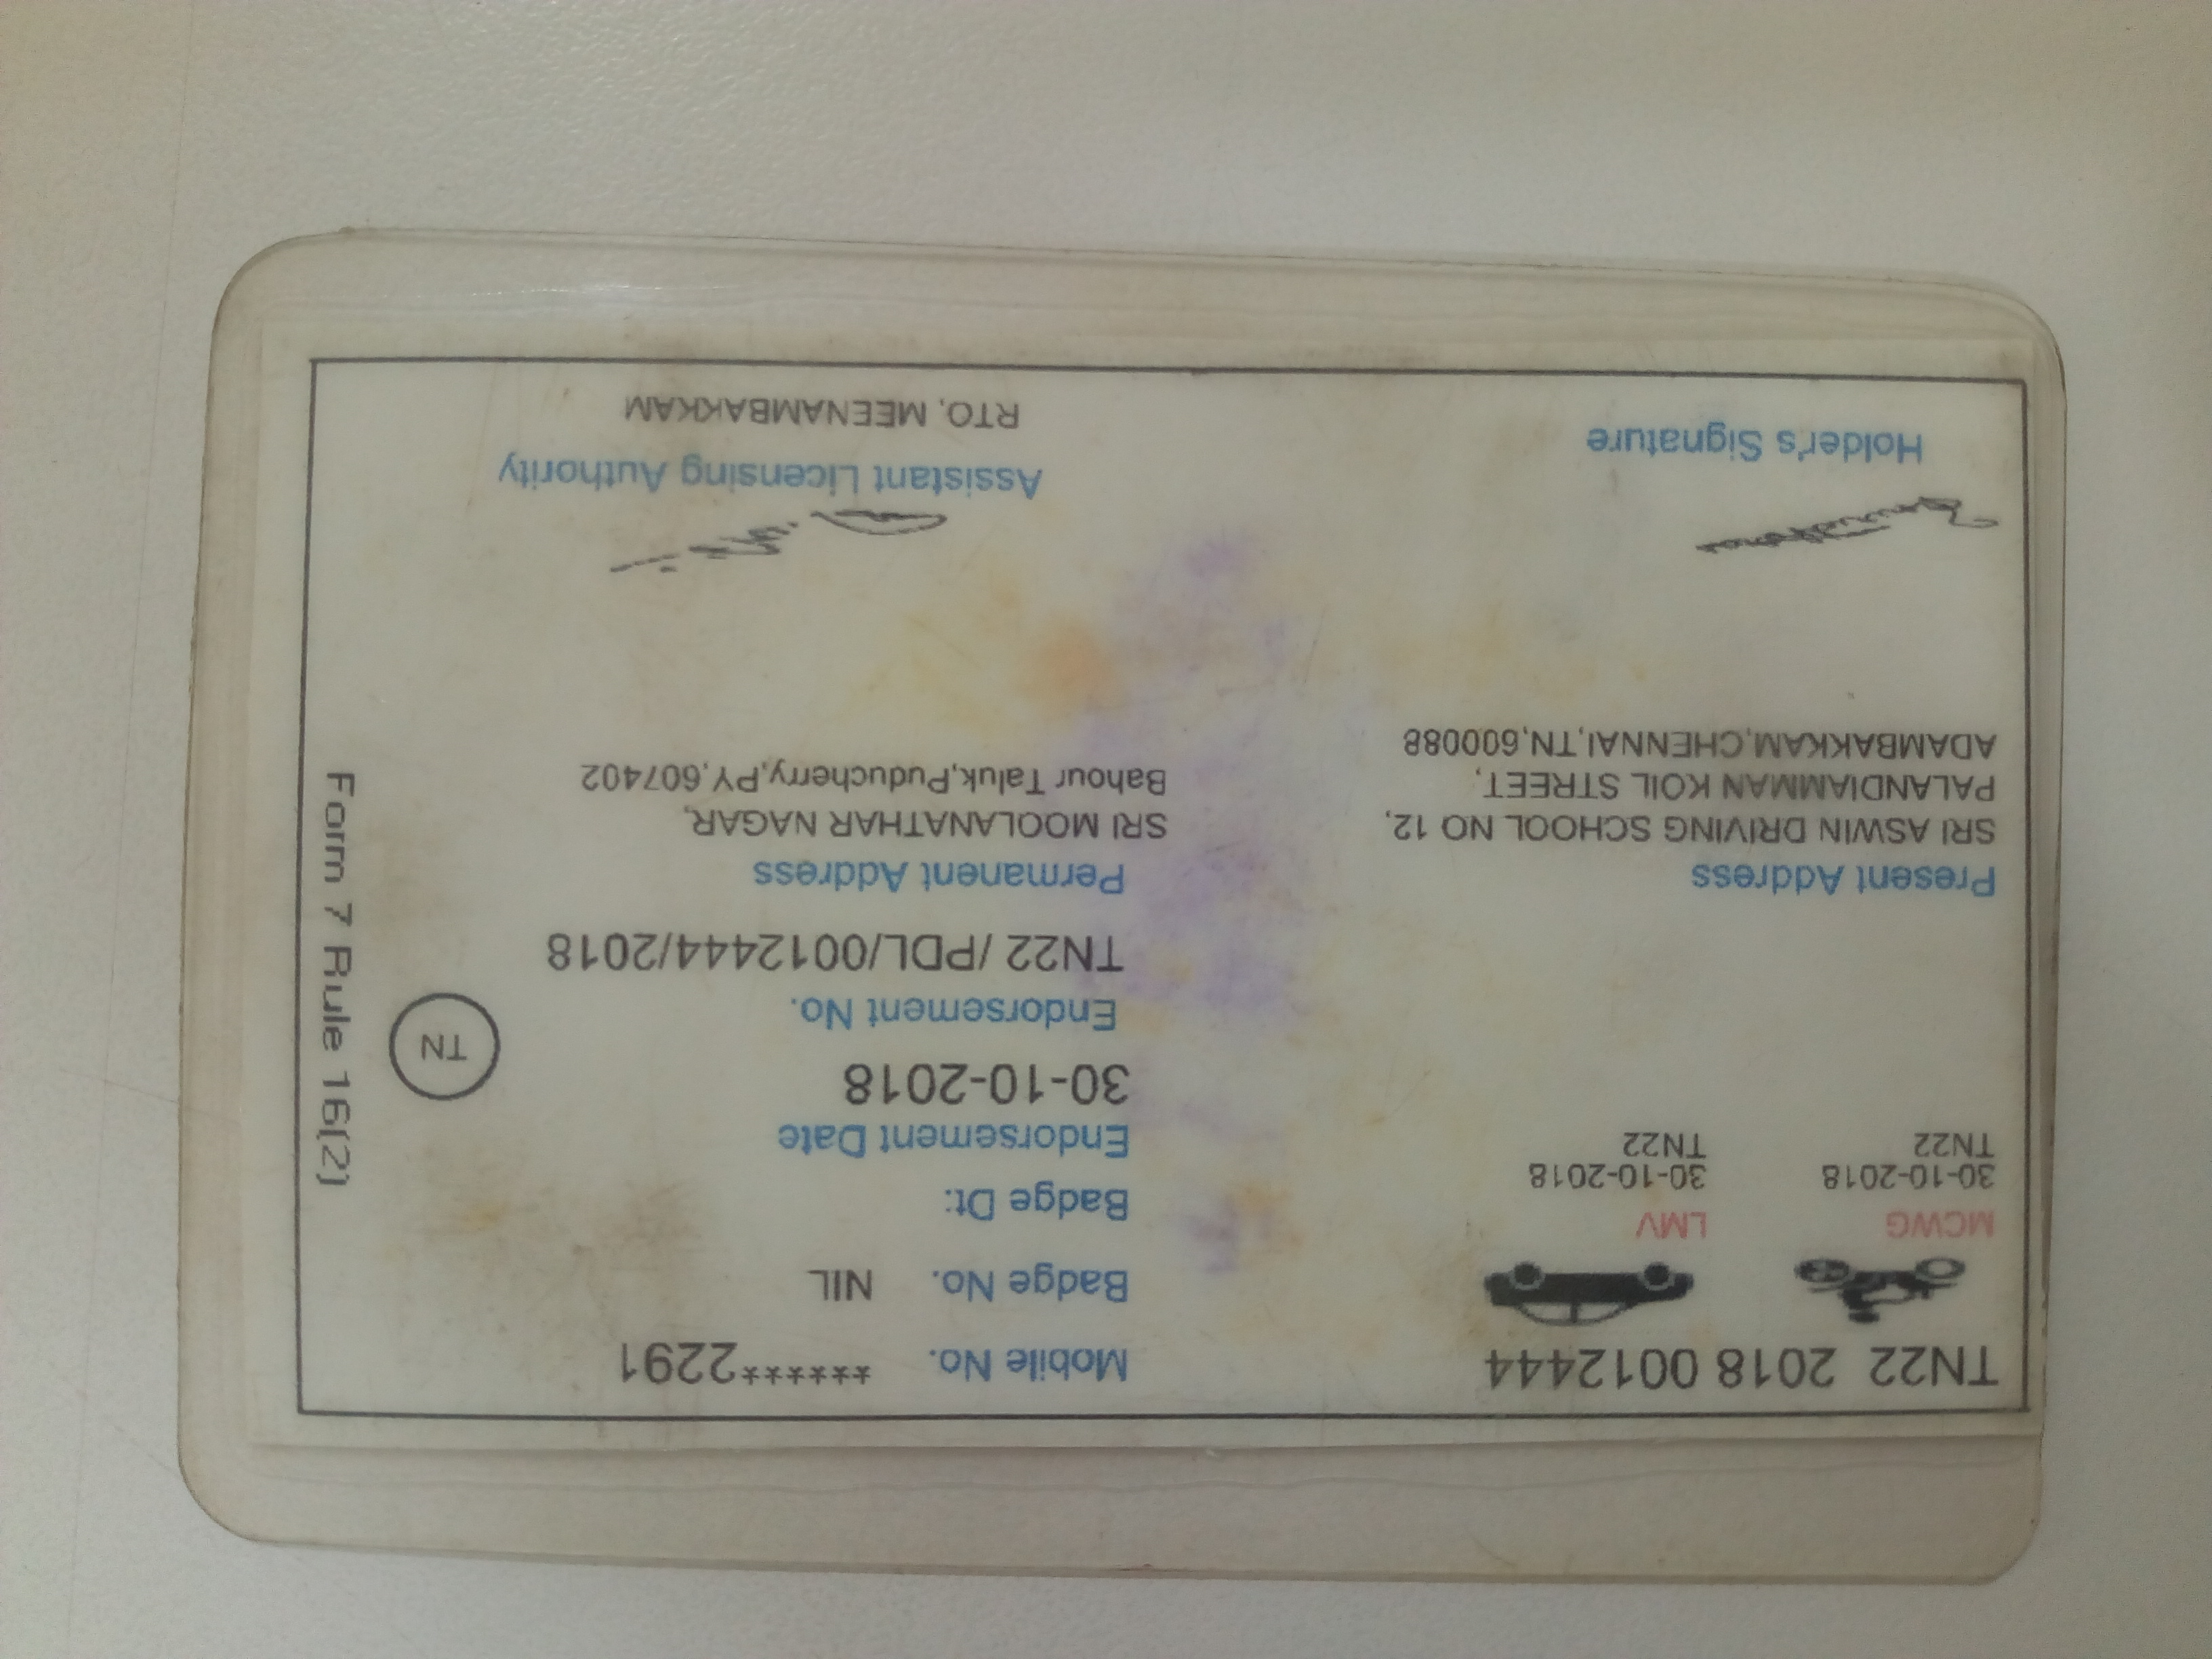 TN22 2018 0012444
MCWG
30-10-2018
TN22
LMV
30-10-2018
TN22
Present Address
SRI ASWIN DRIVING SCHOOL NO 12,
PALANDIAMMAN KOIL STREET,
ADAMBAKKAM,CHENNAI,TN,600088
Holder's Signature
Mobile No. ******2291
Badge No. NIL
Badge Dt:
Endorsement Date
30-10-2018
Endorsement No.
TN22 /PDL/0012444/2018
Permanent Address
SRI MOOLANATHAR NAGAR,
Bahour Taluk,Puducherry,PY,607402
Assistant Licensing Authority
RTO, MEENAMBAKKAM
TN
Form 7 Rule 16(2)